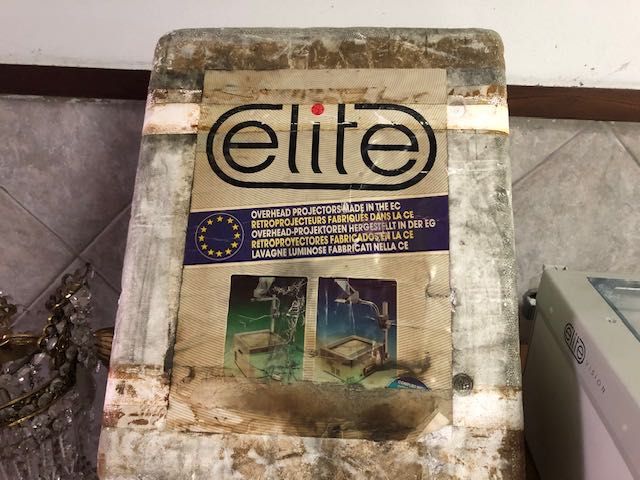 elite
OVERHEAD PROJECTORS MADE IN THE EC
RETROPROJECTEURS FABRIQUÉS DANS LA CE
OVERHEAD-PROJEKTOREN HERGESTELLT IN DER EG
RETROPROYECTORES FABRICADOS EN LA CE
LAVAGNE LUMINOSE FABBRICATI NELLA CE
elite
VISION